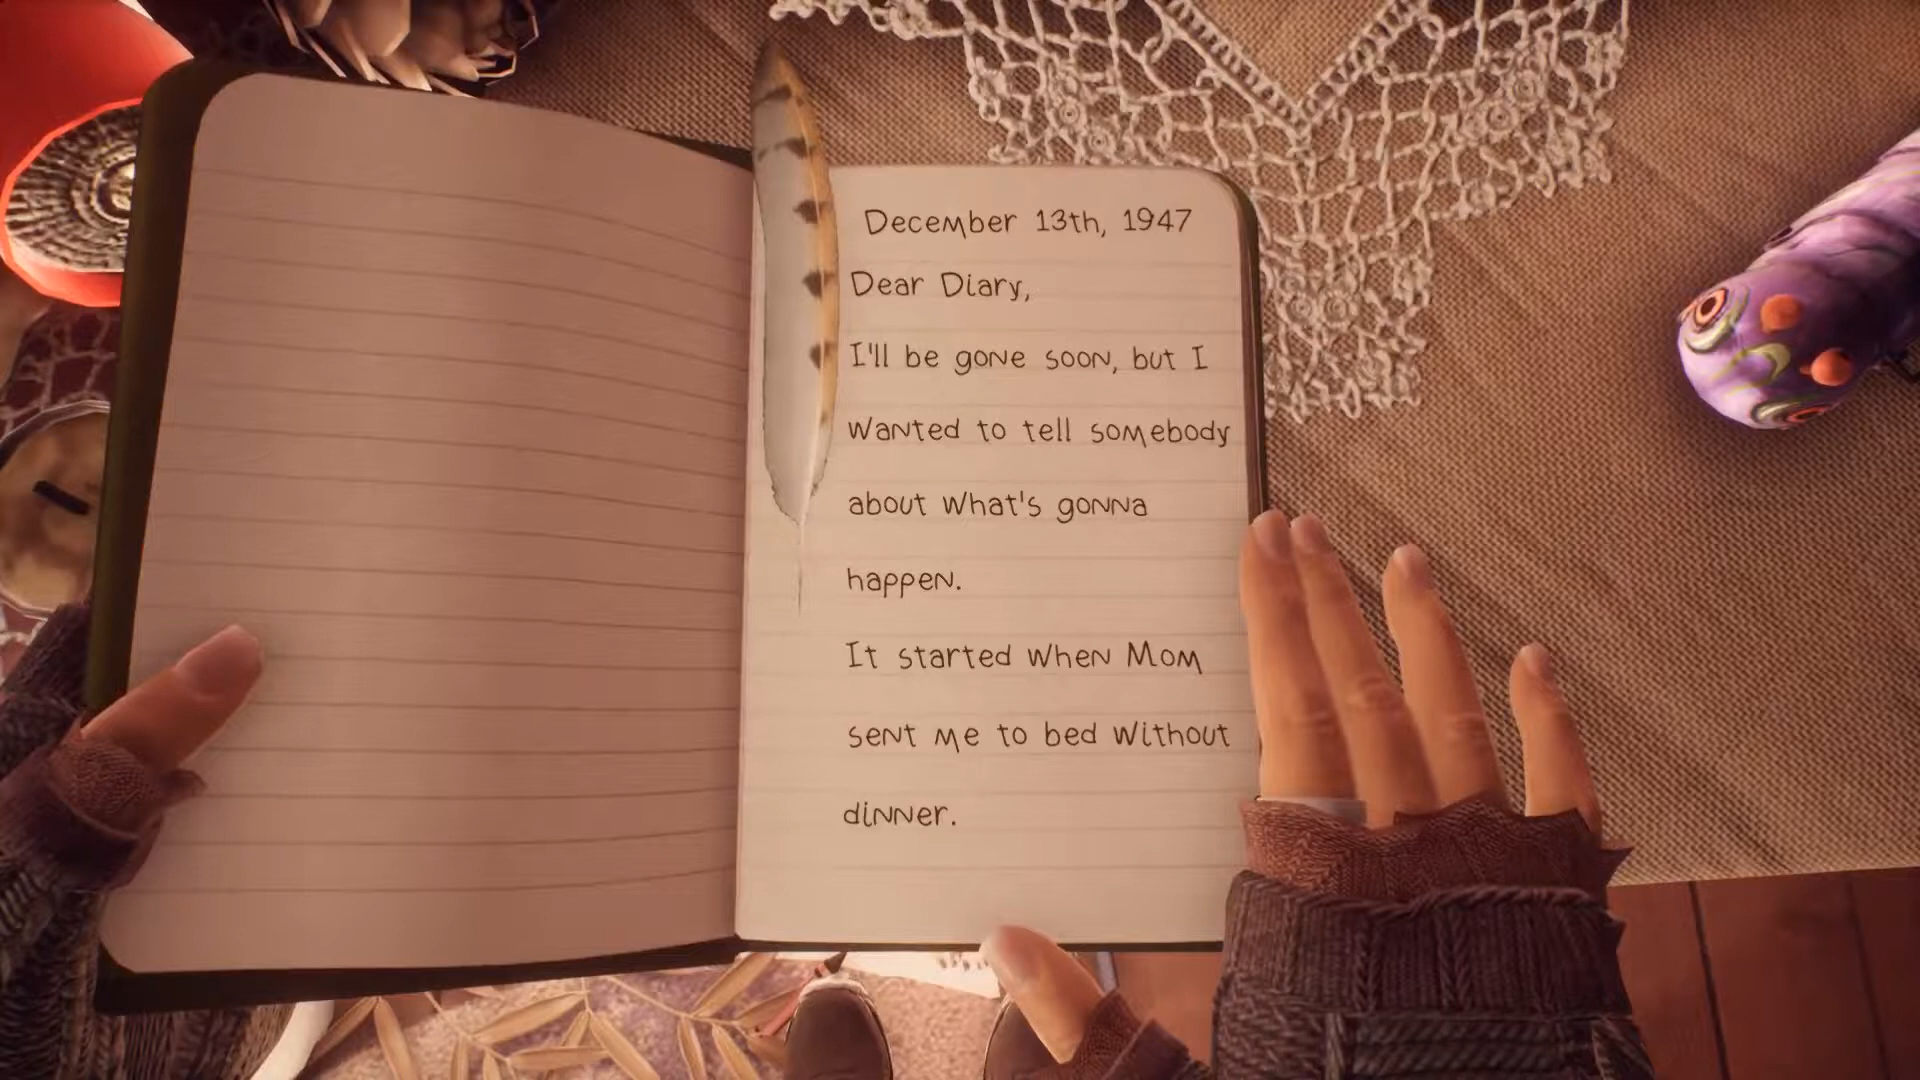 December 13th, 1947
Dear Diary,
I'll be gone soon, but I
wanted to tell somebody
about what's gonna
happen.
It started when Mom
sent me to bed without
dinner.